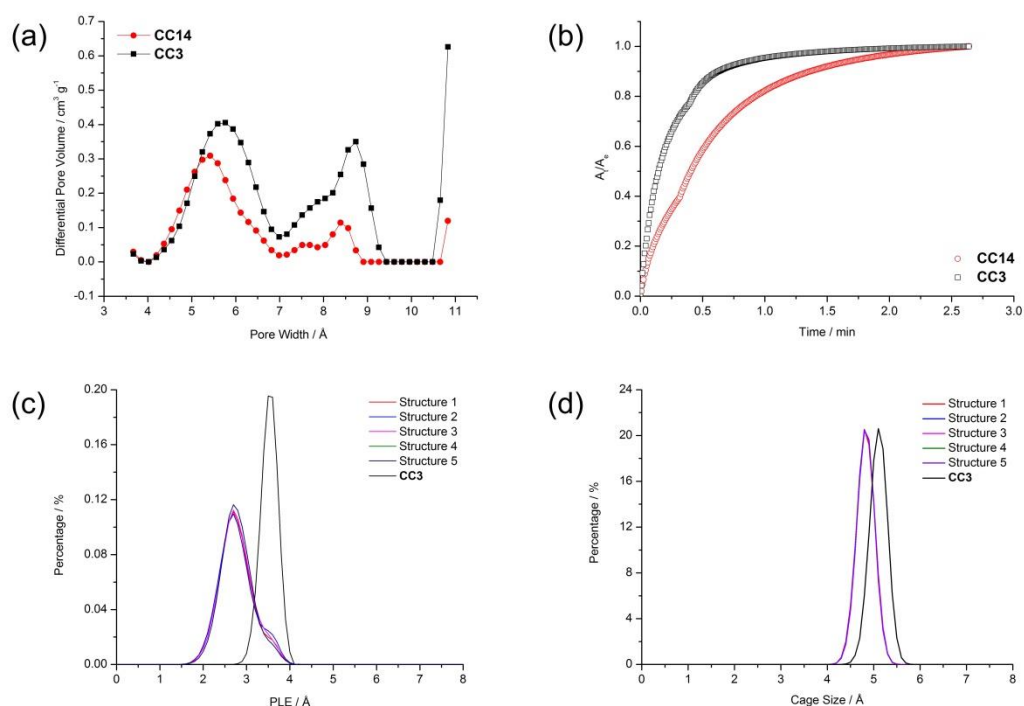 (a)
CC14
CC3
0.7
0.6
0.5
0.4
0.3
0.2
0.1
0.0
-0.1
Differential Pore Volume / cm³ g⁻¹
3 4 5 6 7 8 9 10 11
Pore Width / Å
(b)
1.0
0.8
0.6
0.4
0.2
0.0
Aₜ/Aₑ
CC14
CC3
0.0 0.5 1.0 1.5 2.0 2.5 3.0
Time / min
(c)
0.20
0.16
0.12
0.08
0.04
0.00
Percentage / %
Structure 1
Structure 2
Structure 3
Structure 4
Structure 5
CC3
0 1 2 3 4 5 6 7 8
PLE / Å
(d)
24
20
16
12
8
4
0
Percentage / %
Structure 1
Structure 2
Structure 3
Structure 4
Structure 5
CC3
0 1 2 3 4 5 6 7 8
Cage Size / Å